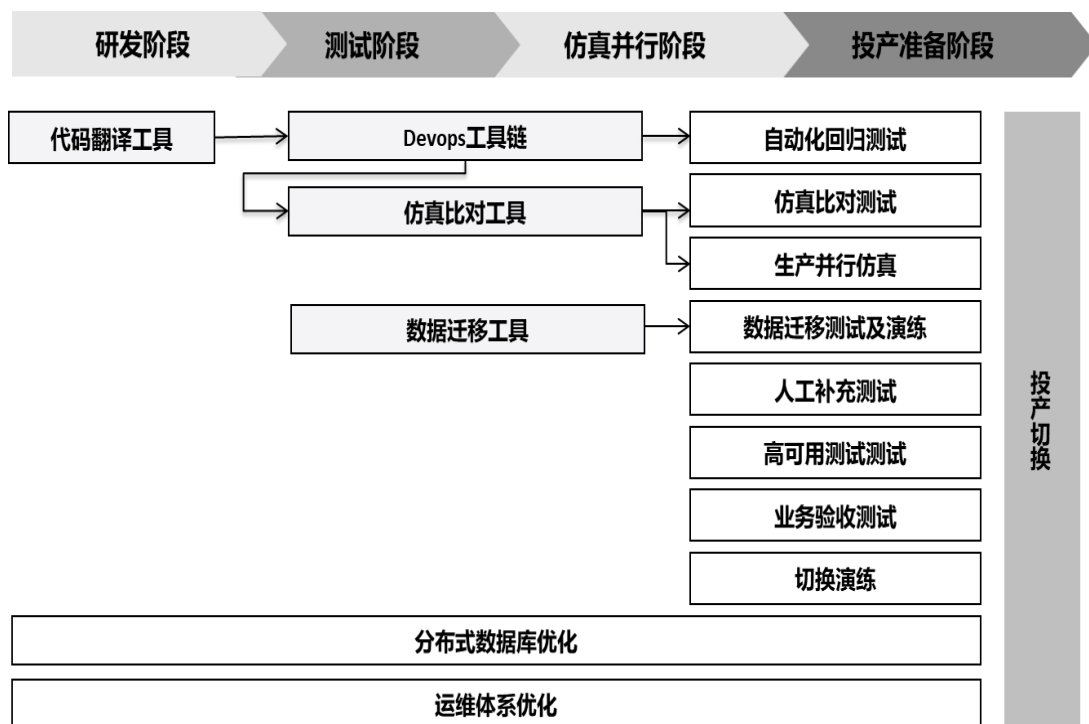 研发阶段
测试阶段
仿真并行阶段
投产准备阶段
代码翻译工具
Devops工具链
自动化回归测试
仿真比对工具
仿真比对测试
生产并行仿真
数据迁移工具
数据迁移测试及演练
人工补充测试
高可用测试测试
业务验收测试
切换演练
投产切换
分布式数据库优化
运维体系优化